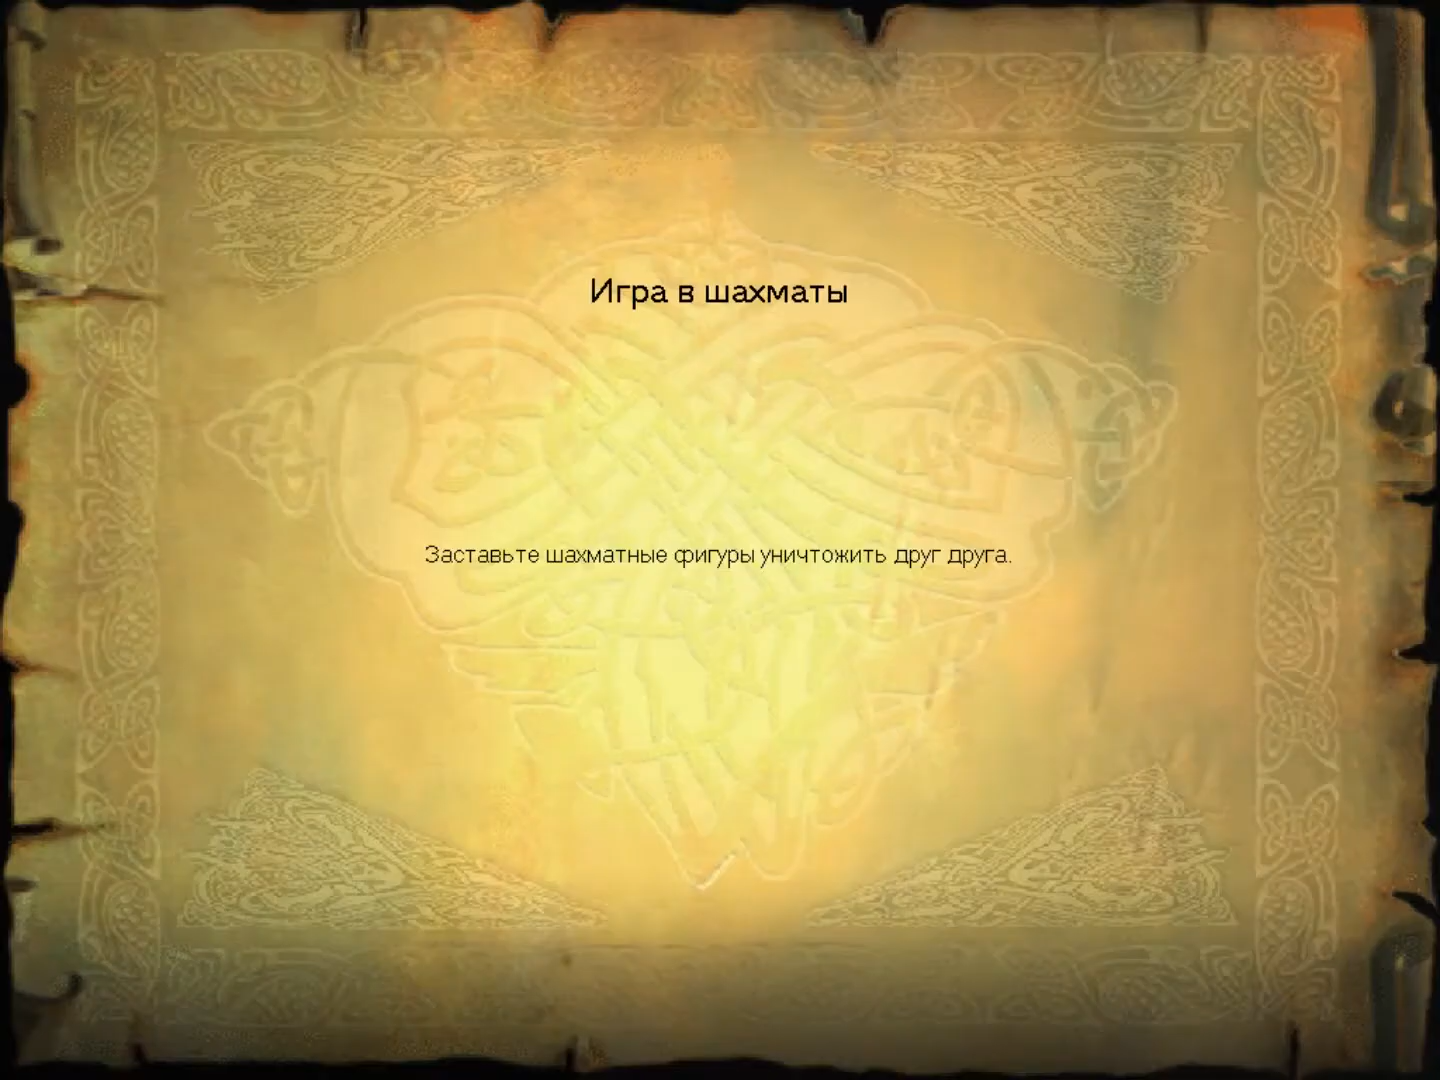 Игра в шахматы
Заставьте шахматные фигуры уничтожить друг друга.